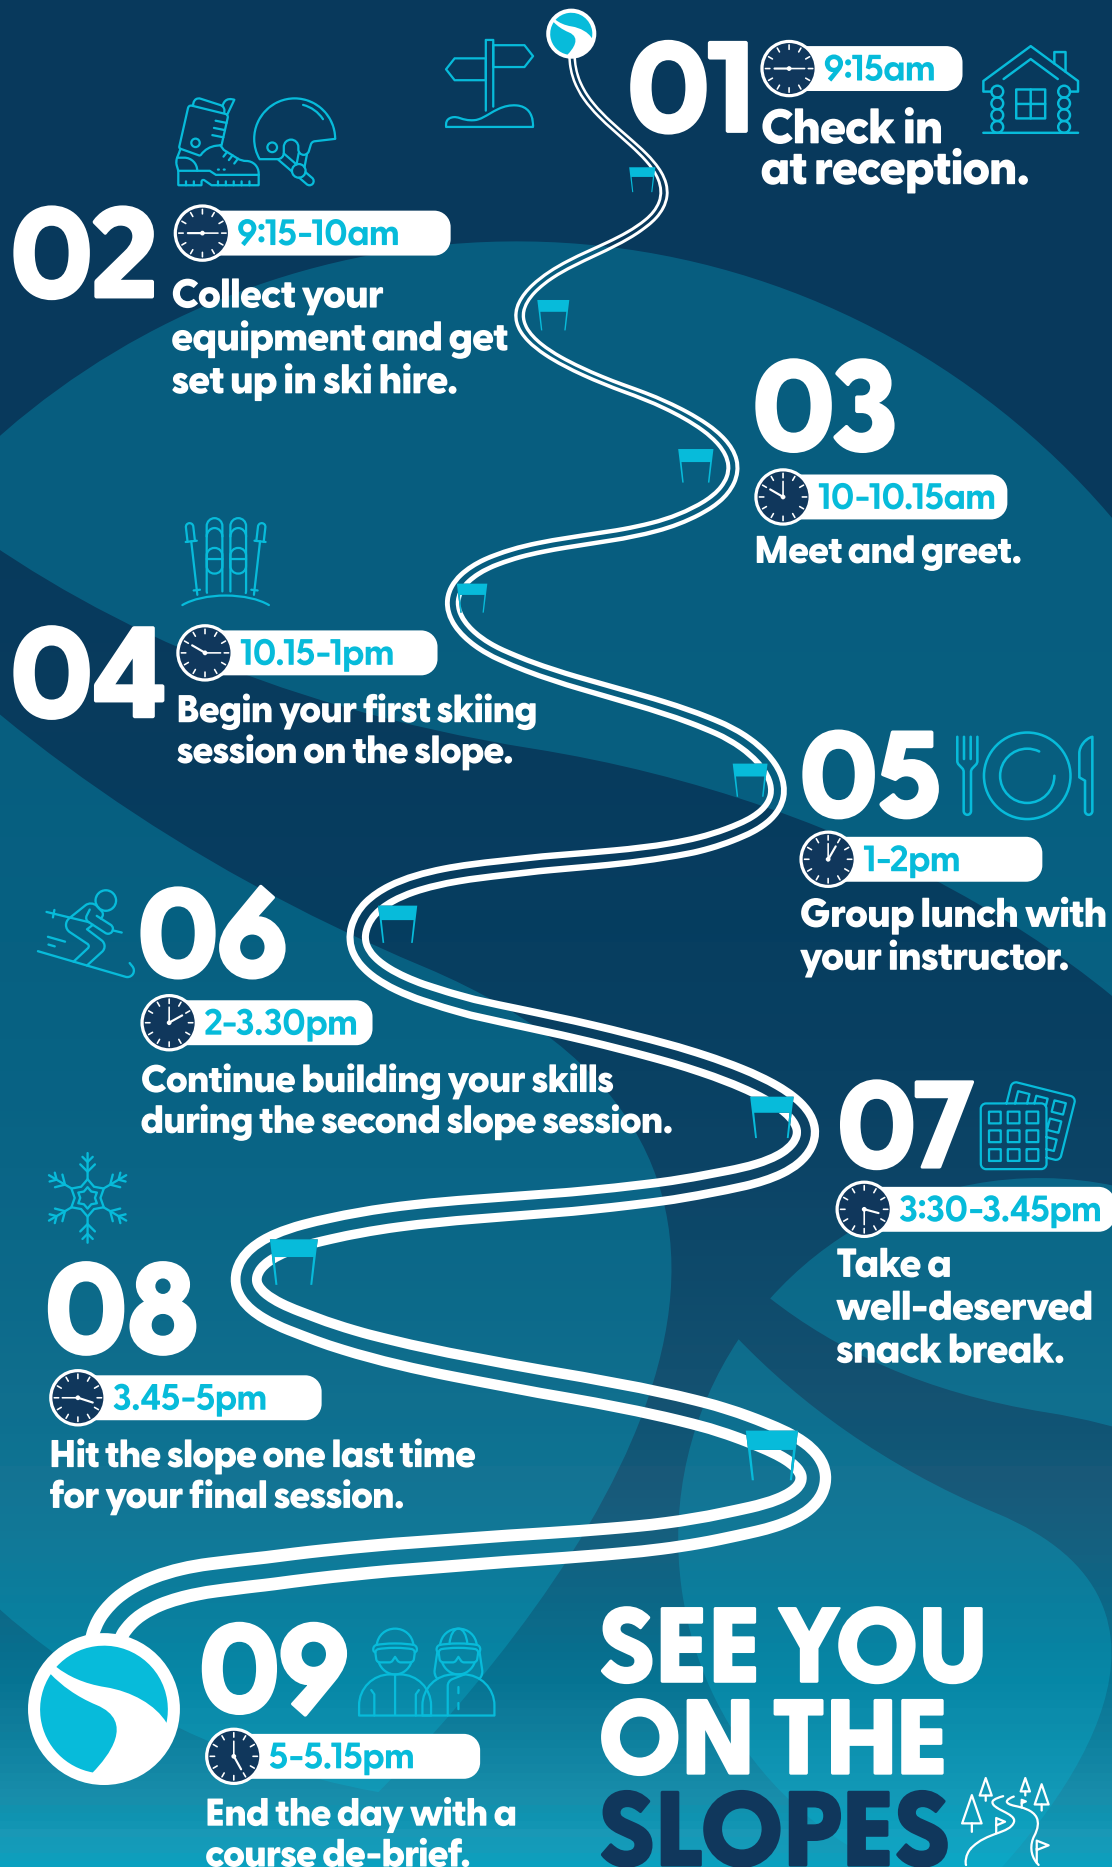 01
9:15am
Check in
at reception.
02
9:15-10am
Collect your
equipment and get
set up in ski hire.
03
10-10.15am
Meet and greet.
04
10.15-1pm
Begin your first skiing
session on the slope.
05
1-2pm
Group lunch with
your instructor.
06
2-3.30pm
Continue building your skills
during the second slope session.
07
3:30-3.45pm
Take a
well-deserved
snack break.
08
3.45-5pm
Hit the slope one last time
for your final session.
09
5-5.15pm
End the day with a
course de-brief.
SEE YOU
ON THE
SLOPES